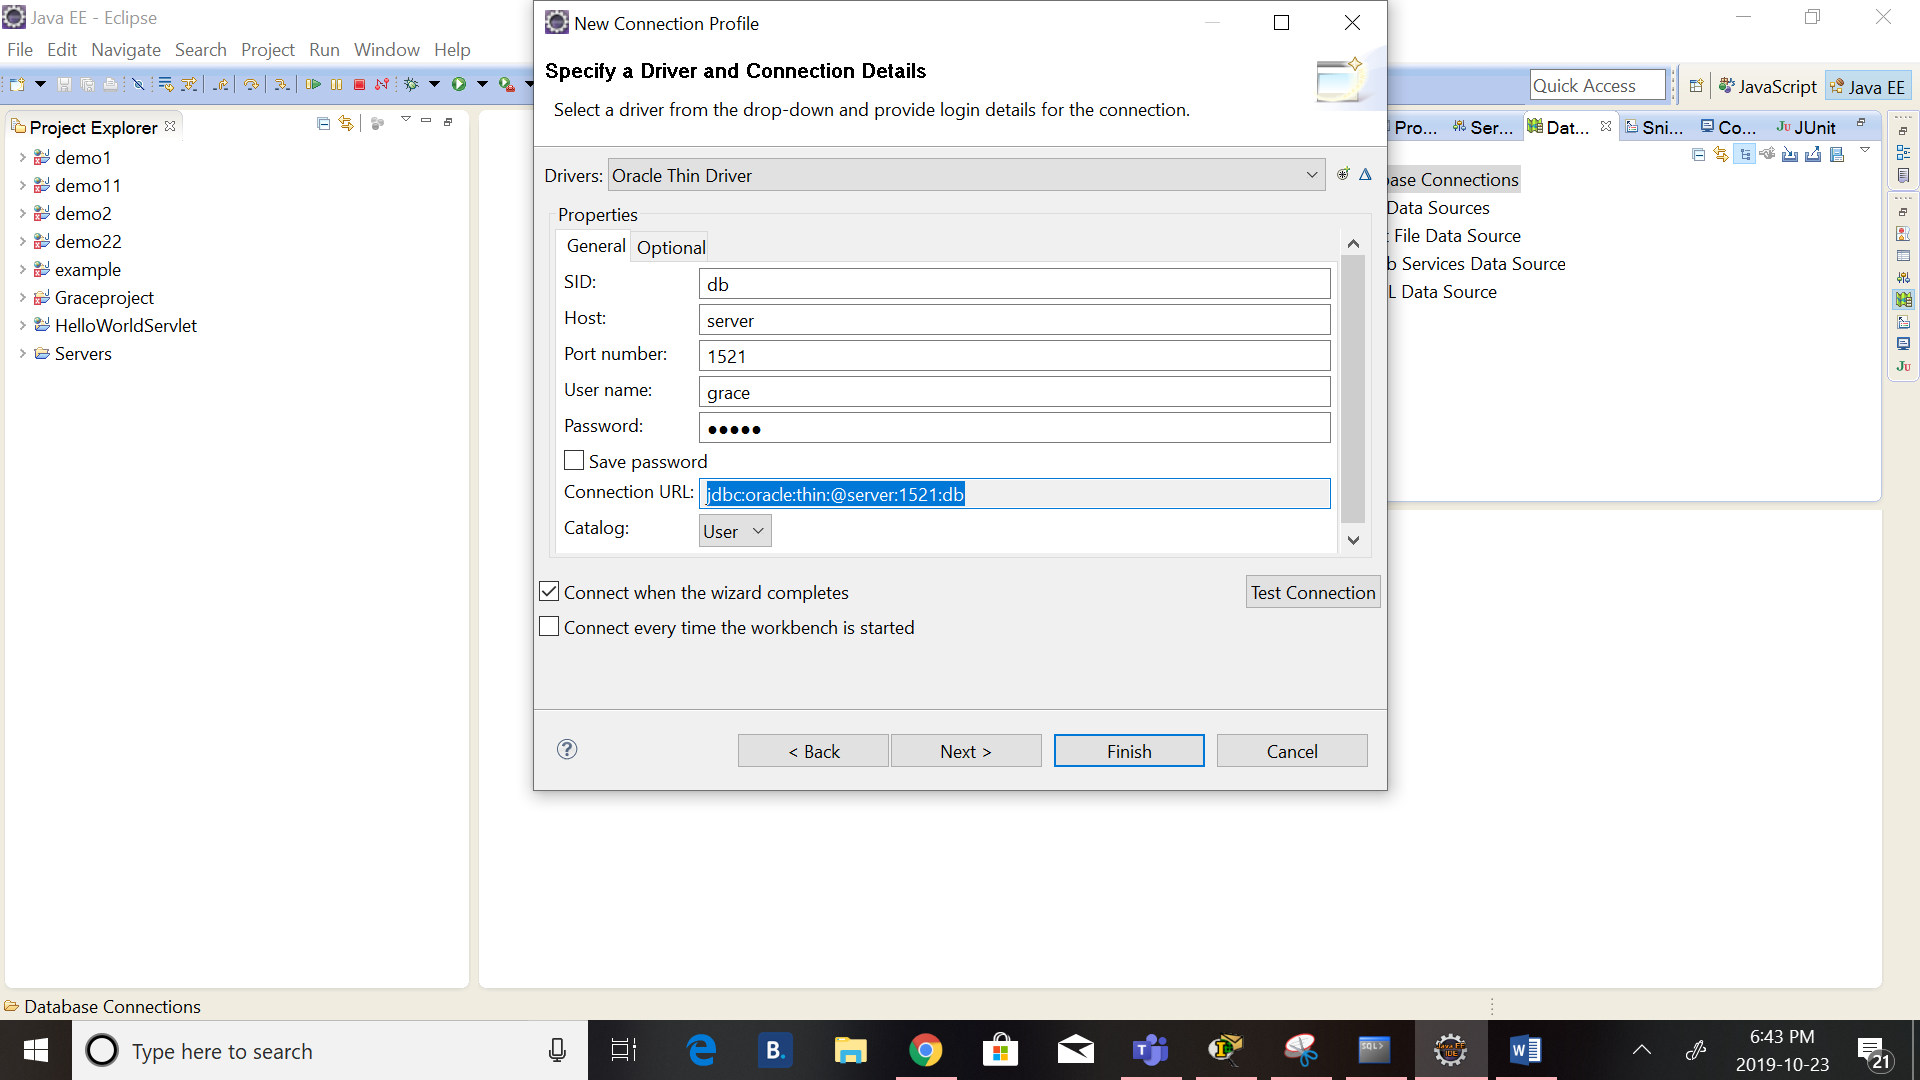 Java EE - Eclipse
File Edit Navigate Search Project Run Window Help
Quick Access
JavaScript
Java EE
Project Explorer
demo1
demo11
demo2
demo22
example
Graceproject
HelloWorldServlet
Servers
New Connection Profile
Specify a Driver and Connection Details
Select a driver from the drop-down and provide login details for the connection.
Drivers: Oracle Thin Driver
Properties
General Optional
SID: db
Host: server
Port number: 1521
User name: grace
Password: ●●●●●
Save password
Connection URL: jdbc:oracle:thin:@server:1521:db
Catalog: User
Connect when the wizard completes
Test Connection
Connect every time the workbench is started
< Back Next > Finish Cancel
Pro... Ser... Dat... Sni... Co... JUnit
ase Connections
Data Sources
File Data Source
b Services Data Source
L Data Source
Database Connections
Type here to search
6:43 PM
2019-10-23
21